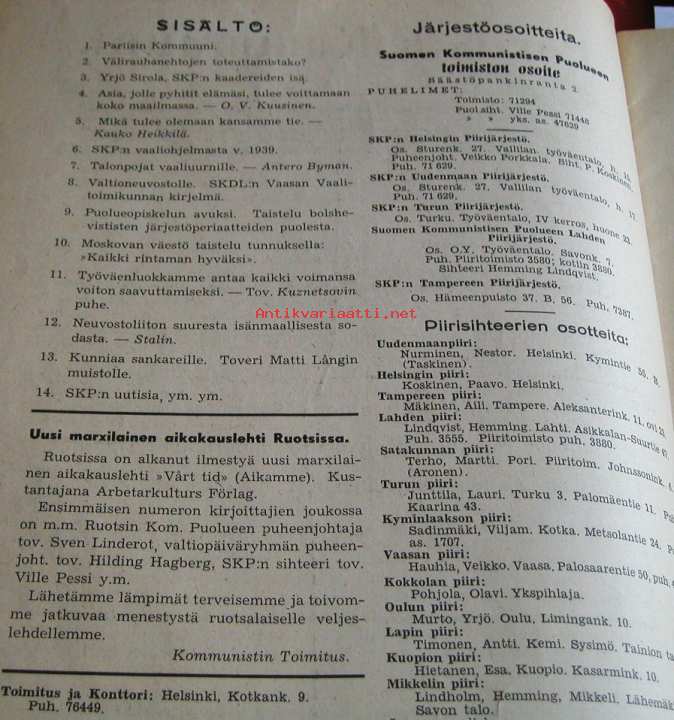 SISÄLTÖ:
1. Pariisin Kommuuni.
2. Välirauhanehtojen toteuttamistako?
3. Yrjö Sirola, SKP:n kaadereiden isä.
4. Asia, jolle pyhitit elämäsi, tulee voittamaan
koko maailmassa. — O. V. Kuusinen.
5. Mikä tulee olemaan kansamme tie. —
Kauko Heikkilä.
6. SKP:n vaaliohjelmasta v. 1939.
7. Talonpojat vaaliuurnille. — Antero Byman.
8. Valtioneuvostolle. SKDL:n Vaasan Vaali-
toimikunnan kirjelmä.
9. Puolueopiskelun avuksi. Taistelu bolshe-
vististen järjestöperiaatteiden puolesta.
10. Moskovan väestö taistelu tunnuksella:
»Kaikki rintaman hyväksi».
11. Työväenluokkamme antaa kaikki voimansa
voiton saavuttamiseksi. — Tov. Kuznetsovin
puhe.
12. Neuvostoliiton suuresta isänmaallisesta so-
dasta. — Stalin.
13. Kunniaa sankareille. Toveri Matti Långin
muistolle.
14. SKP:n uutisia, ym. ym.
Uusi marxilainen aikakauslehti Ruotsissa.
Ruotsissa on alkanut ilmestyä uusi marxilai-
nen aikakauslehti »Vårt tid» (Aikamme). Kus-
tantajana Arbetarkulturs Förlag.
Ensimmäisen numeron kirjoittajien joukossa
on m.m. Ruotsin Kom. Puolueen puheenjohtaja
tov. Sven Linderot, valtiopäiväryhmän puheen-
joht. tov. Hilding Hagberg, SKP:n sihteeri tov.
Ville Pessi y.m.
Lähetämme lämpimät terveisemme ja toivom-
me jatkuvaa menestystä ruotsalaiselle veljes-
lehdellemme.
Kommunistin Toimitus.
Toimitus ja Konttori: Helsinki, Kotkank. 9.
Puh. 76449.
Järjestöosoitteita.
Suomen Kommunistisen Puolueen
toimiston osoite
Säästöpankinranta 2.
PUHELIMET:
Toimisto: 71294
Puol.siht. Ville Pessi 71448
» » yks. as. 47629
SKP:n Helsingin Piirijärjestö.
Os. Sturenk. 27. Vallilan työväentalo, h. 18.
Puheenjoht. Veikko Porkkala. Siht. P. Koskinen.
Puh. 71 629.
SKP:n Uudenmaan Piirijärjestö.
Os. Sturenk. 27, Vallilan työväentalo, h. 17.
Puh. 71 629.
SKP:n Turun Piirijärjestö.
Os. Turku. Työväentalo, IV kerros, huone 23.
Suomen Kommunistisen Puolueen Lahden
Piirijärjestö.
Os. O.Y. Työväentalo. Savonk. 7.
Puh. Piiritoimisto 3580; kotiin 3880.
Sihteeri Hemming Lindqvist.
SKP:n Tampereen Piirijärjestö.
Os. Hämeenpuisto 37. B, 56. Puh. 7387.
Antikvariaatti.net
Piirisihteerien osotteita:
Uudenmaanpiiri:
Nurminen, Nestor. Helsinki. Kymintie
(Taskinen).
Helsingin piiri:
Koskinen, Paavo. Helsinki.
Tampereen piiri:
Mäkinen, Aili. Tampere. Aleksanterink. 11, ovi
Lahden piiri:
Lindqvist, Hemming. Lahti. Asikkalan-Suurtie
Puh. 3555. Piiritoimisto puh. 3880.
Satakunnan piiri:
Terho, Martti. Pori. Piiritoim. Johnssonink.
(Aronen).
Turun piiri:
Junttila, Lauri. Turku 3. Palomäentie 11.
Kaarina 43.
Kyminlaakson piiri:
Sadinmäki, Viljam. Kotka. Metsolantie 24.
as. 1707.
Vaasan piiri:
Hauhia, Veikko. Vaasa, Palosaarentie 50, puh.
Kokkolan piiri:
Pohjola, Olavi. Ykspihlaja.
Oulun piiri:
Murto, Yrjö. Oulu, Limingank. 10.
Lapin piiri:
Timonen, Antti. Kemi. Sysimö. Tainion
Kuopion piiri:
Hietanen, Esa. Kuopio. Kasarmink. 10.
Mikkelin piiri:
Lindholm, Hemming, Mikkeli.
Savon talo.